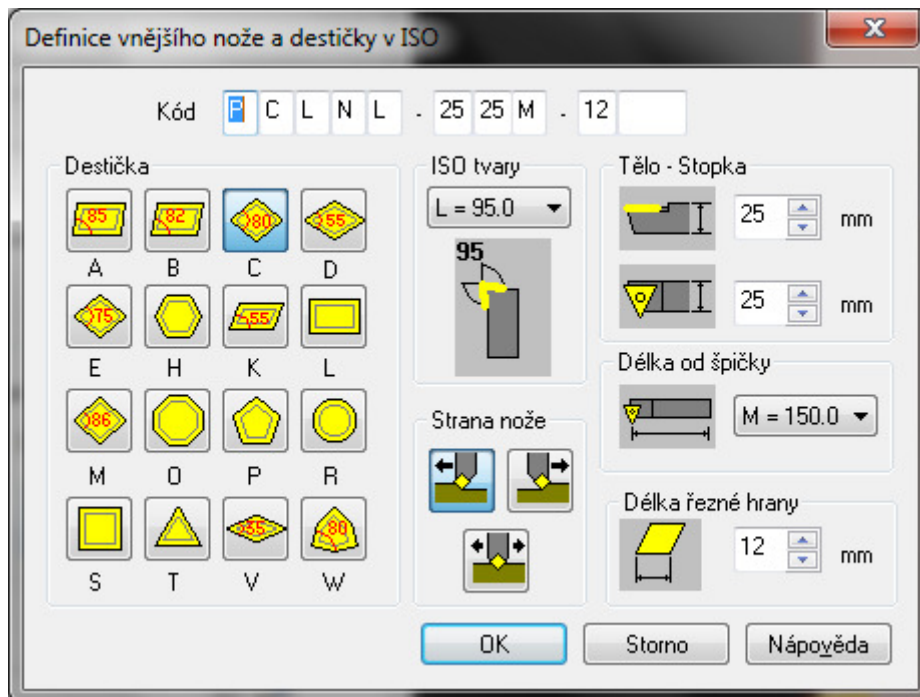 Definice vnějšího nože a destičky v ISO
Kód P C L N L - 25 25 M - 12
Destička
85 82 80 55
A B C D
75 55
E H K L
86
M O P R
35 80
S T V W
ISO tvary
L = 95.0
95
Strana nože
Tělo - Stopka
25 mm
25 mm
Délka od špičky
M = 150.0
Délka řezné hrany
12 mm
OK Storno Nápověda